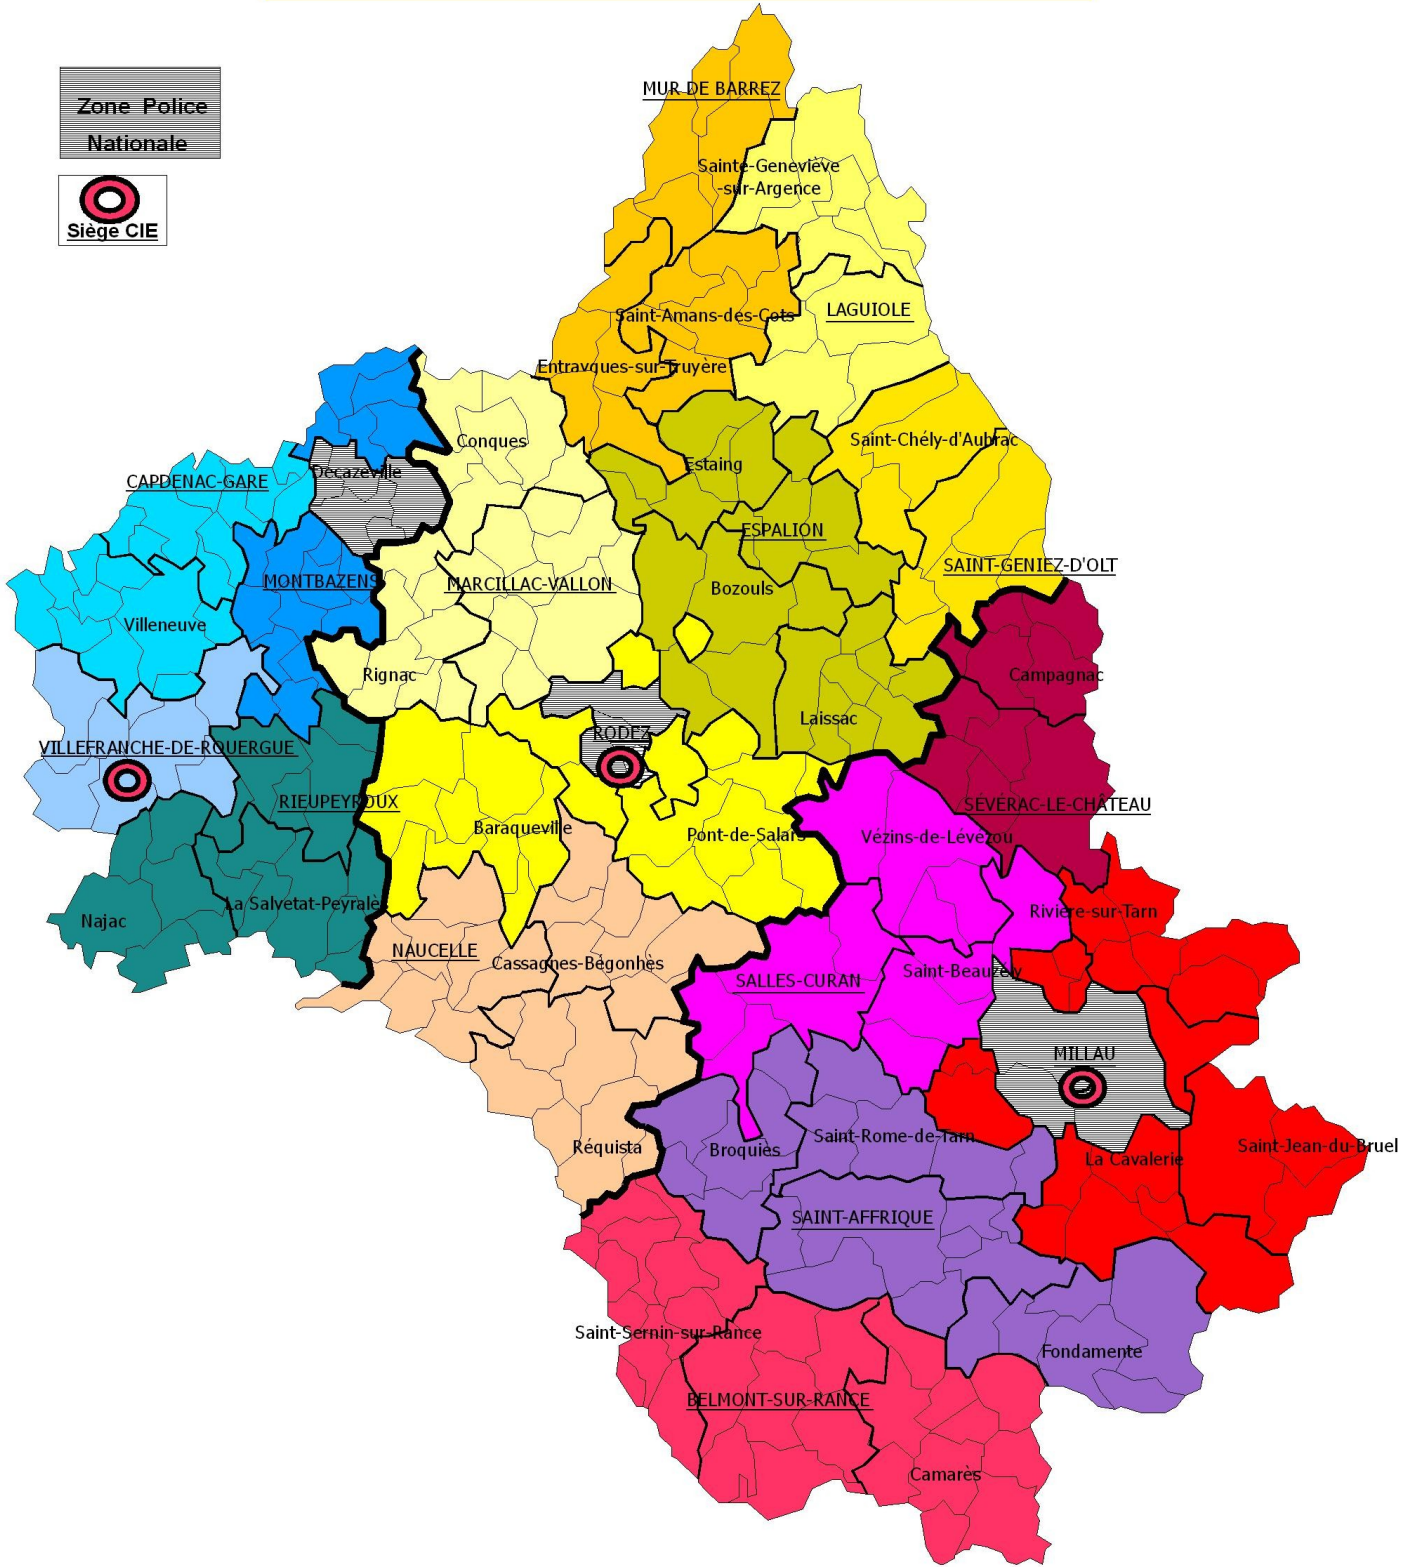 Zone Police
Nationale
Siège CIE
MUR DE BARREZ
Sainte-Geneviève
-sur-Argence
LAGUIOLE
Saint-Amans-des-Cots
Entraygues-sur-Truyère
Conques
Saint-Chély-d'Aubrac
Estaing
Decazeville
CAPDENAC-GARE
ESPALION
SAINT-GENIEZ-D'OLT
MONTBAZENS
MARCILLAC-VALLON
Bozouls
Villeneuve
Rignac
Campagnac
Laissac
RODEZ
VILLEFRANCHE-DE-ROUERGUE
RIEUPEYROUX
SÉVÉRAC-LE-CHÂTEAU
Baraqueville
Pont-de-Salars
Vézins-de-Lévézou
La Salvetat-Peyralès
Najac
Rivière-sur-Tarn
NAUCELLE
Cassagnes-Bégonhès
Saint-Beauzély
SALLES-CURAN
MILLAU
Saint-Rome-de-Tarn
Réquista
Broquiès
La Cavalerie
Saint-Jean-du-Bruel
SAINT-AFFRIQUE
Saint-Sernin-sur-Rance
Fondamente
BELMONT-SUR-RANCE
Camarès